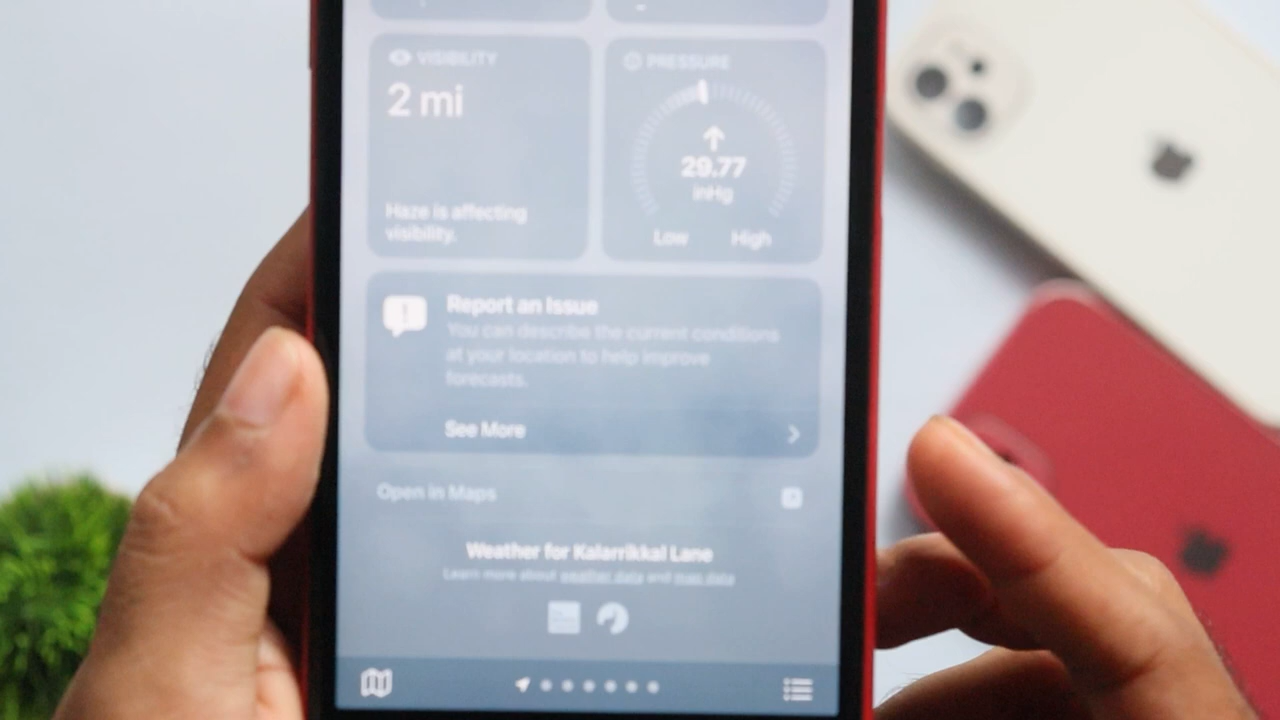 VISIBILITY
2 mi
Haze is affecting
visibility.
PRESSURE
29.77
inHg
Low High
Report an Issue
You can describe the current conditions
at your location to help improve
forecasts.
See More
Open in Maps
Weather for Kalarrikkal Lane
Learn more about weather data and map data